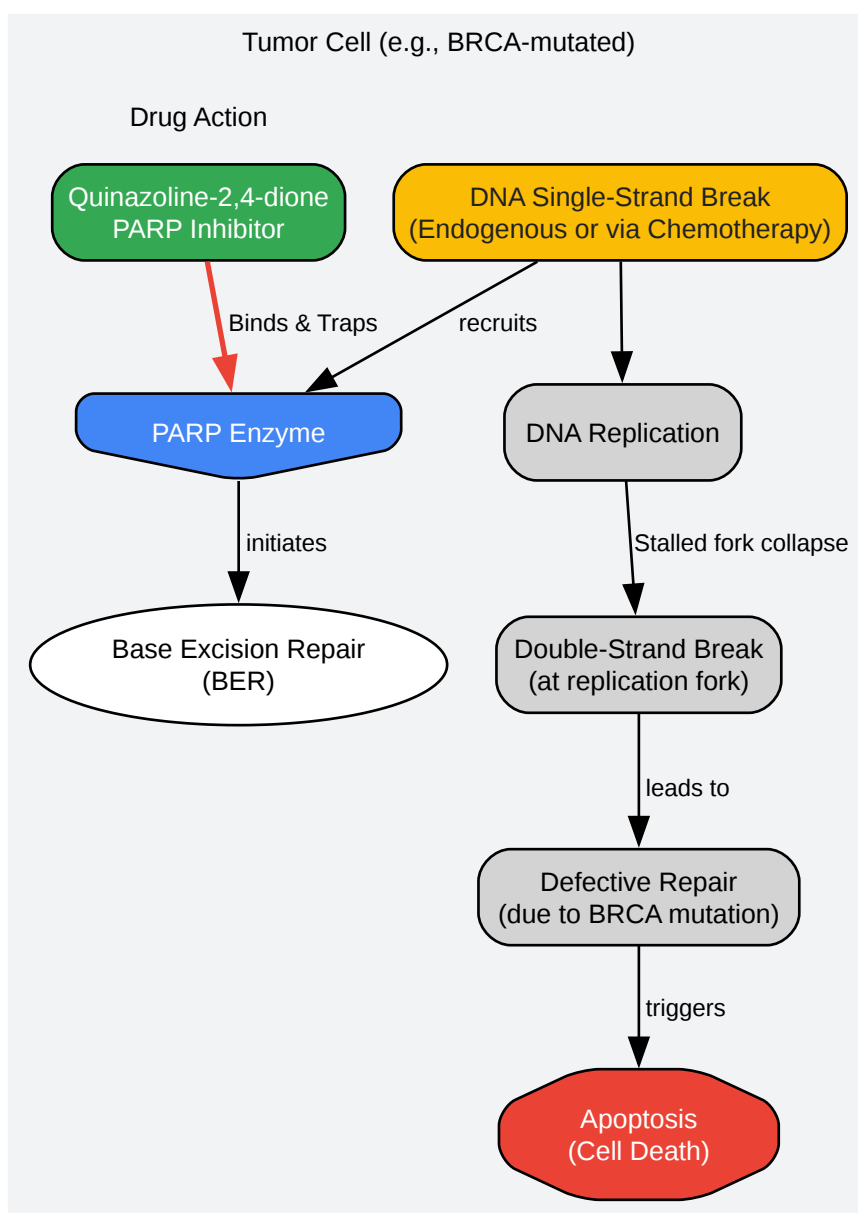 Tumor Cell (e.g., BRCA-mutated)
Drug Action
Quinazoline-2,4-dione
PARP Inhibitor
DNA Single-Strand Break
(Endogenous or via Chemotherapy)
Binds & Traps
recruits
PARP Enzyme
DNA Replication
initiates
Stalled fork collapse
Base Excision Repair
(BER)
Double-Strand Break
(at replication fork)
leads to
Defective Repair
(due to BRCA mutation)
triggers
Apoptosis
(Cell Death)